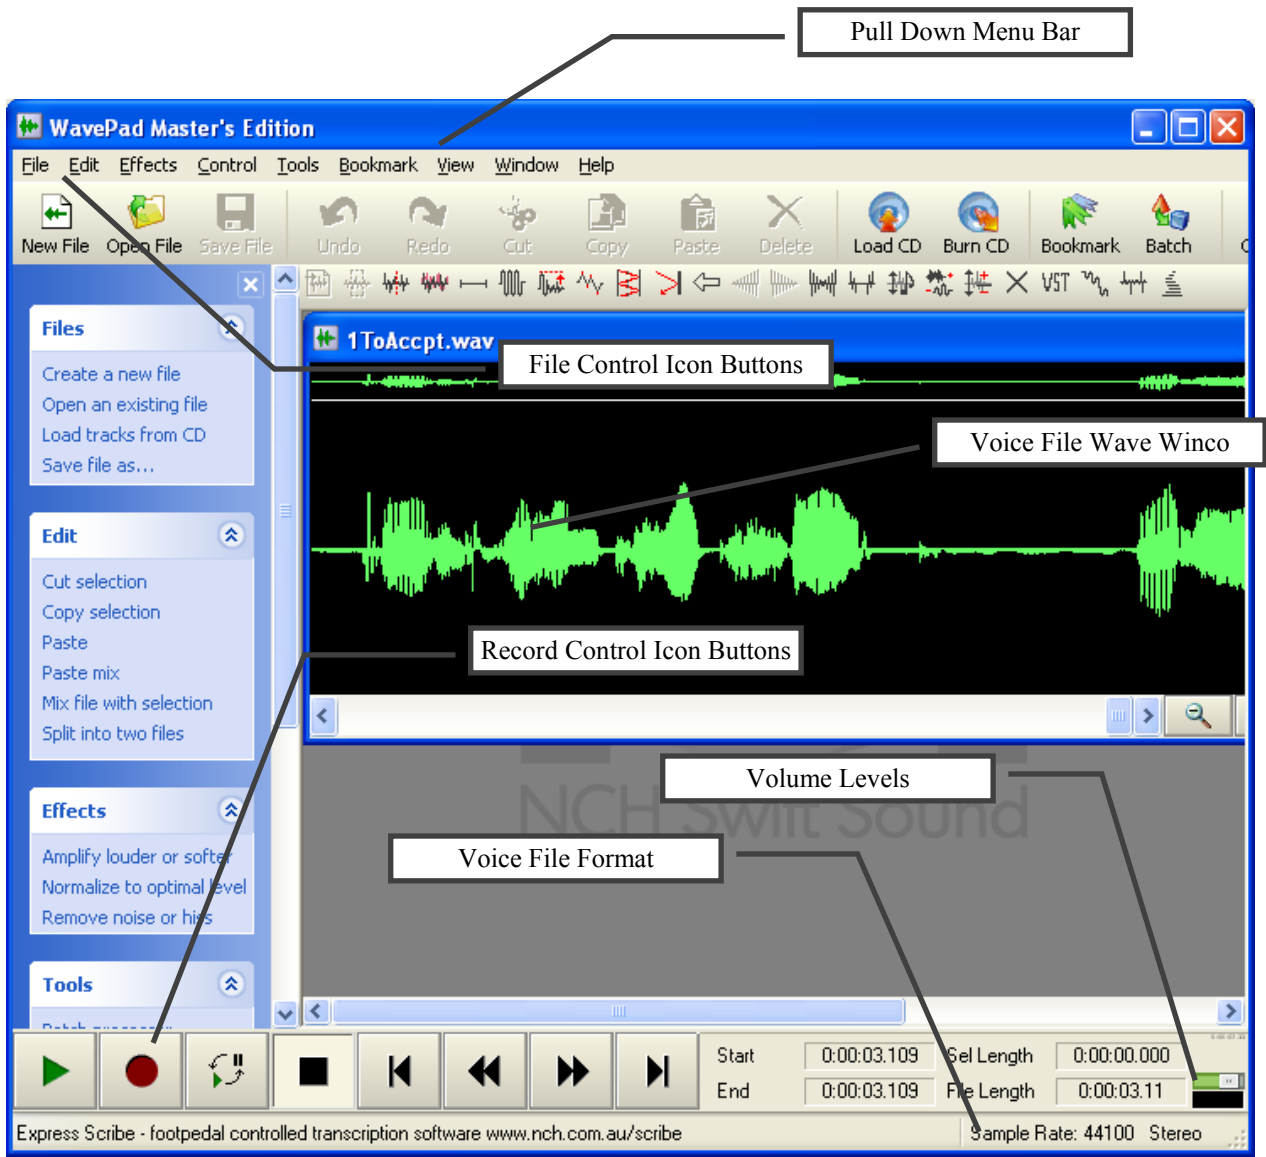 Pull Down Menu Bar
WavePad Master's Edition
File Edit Effects Control Tools Bookmark View Window Help
New File Open File Save File Undo Redo Cut Copy Paste Delete Load CD Burn CD Bookmark Batch
VST
Files
Create a new file
Open an existing file
Load tracks from CD
Save file as...
Edit
Cut selection
Copy selection
Paste
Paste mix
Mix file with selection
Split into two files
Effects
Amplify louder or softer
Normalize to optimal level
Remove noise or hiss
Tools
1ToAccpt.wav
File Control Icon Buttons
Voice File Wave Winco
Record Control Icon Buttons
Volume Levels
NCH Swift Sound
Voice File Format
Start 0:00:03.109 Sel Length 0:00:00.000
End 0:00:03.109 File Length 0:00:03.11
Express Scribe - footpedal controlled transcription software www.nch.com.au/scribe
Sample Rate: 44100 Stereo